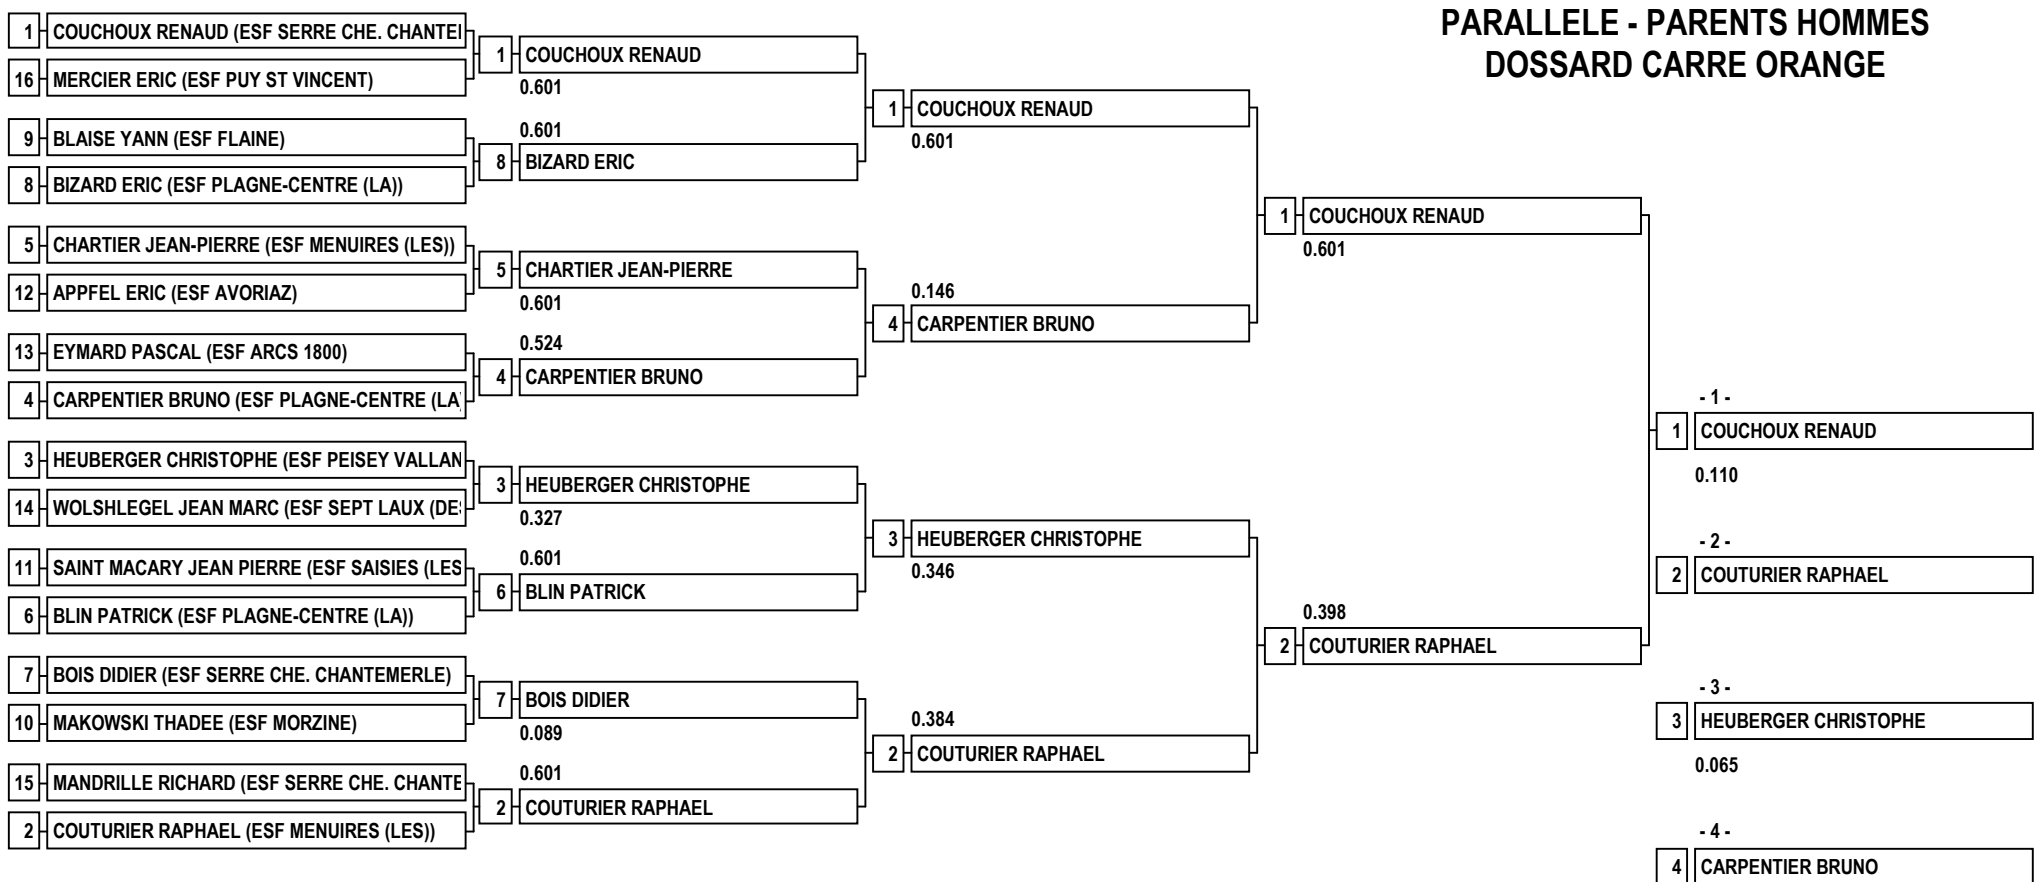 PARALLELE - PARENTS HOMMES
DOSSARD CARRE ORANGE
1 COUCHOUX RENAUD (ESF SERRE CHE. CHANTE
16 MERCIER ERIC (ESF PUY ST VINCENT)
9 BLAISE YANN (ESF FLAINE)
8 BIZARD ERIC (ESF PLAGNE-CENTRE (LA))
5 CHARTIER JEAN-PIERRE (ESF MENUIRES (LES))
12 APPFEL ERIC (ESF AVORIAZ)
13 EYMARD PASCAL (ESF ARCS 1800)
4 CARPENTIER BRUNO (ESF PLAGNE-CENTRE (LA
3 HEUBERGER CHRISTOPHE (ESF PEISEY VALLAN
14 WOLSHLEGEL JEAN MARC (ESF SEPT LAUX (DE
11 SAINT MACARY JEAN PIERRE (ESF SAISIES (LES
6 BLIN PATRICK (ESF PLAGNE-CENTRE (LA))
7 BOIS DIDIER (ESF SERRE CHE. CHANTEMERLE)
10 MAKOWSKI THADEE (ESF MORZINE)
15 MANDRILLE RICHARD (ESF SERRE CHE. CHANTE
2 COUTURIER RAPHAEL (ESF MENUIRES (LES))
1 COUCHOUX RENAUD
0.601
0.601
8 BIZARD ERIC
5 CHARTIER JEAN-PIERRE
0.601
0.524
4 CARPENTIER BRUNO
3 HEUBERGER CHRISTOPHE
0.327
0.601
6 BLIN PATRICK
7 BOIS DIDIER
0.089
0.601
2 COUTURIER RAPHAEL
1 COUCHOUX RENAUD
0.601
0.146
4 CARPENTIER BRUNO
3 HEUBERGER CHRISTOPHE
0.346
0.384
2 COUTURIER RAPHAEL
1 COUCHOUX RENAUD
0.601
0.398
2 COUTURIER RAPHAEL
- 1 -
1 COUCHOUX RENAUD
0.110
- 2 -
2 COUTURIER RAPHAEL
- 3 -
3 HEUBERGER CHRISTOPHE
0.065
- 4 -
4 CARPENTIER BRUNO